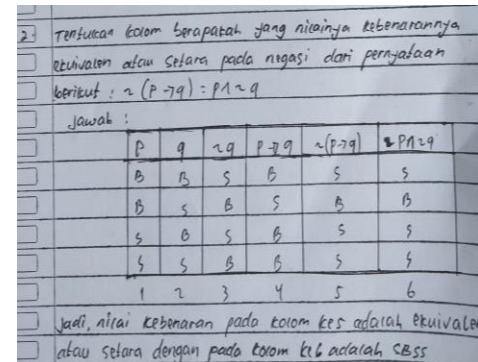 2. Tentukan kolom berapakah yang nilainya kebenarannya
ekuivalen atau setara pada negasi dari pernyataan
berikut : ~ (P → q) = P ∧ ~ q
Jawab :
P q ~q P → q ~(P→q) ~ P ∧ ~ q
B B S B S S
B S B S B B
S B S B S S
S S B B S S
1 2 3 4 5 6
Jadi, nilai kebenaran pada kolom ke5 adalah ekuivalen
atau setara dengan pada kolom ke6 adalah SBSS